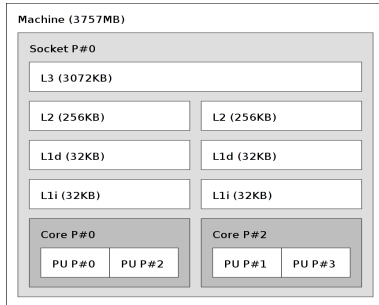 Machine (3757MB)
Socket P#0
L3 (3072KB)
L2 (256KB) L2 (256KB)
L1d (32KB) L1d (32KB)
L1i (32KB) L1i (32KB)
Core P#0 Core P#2
PU P#0 PU P#2 PU P#1 PU P#3